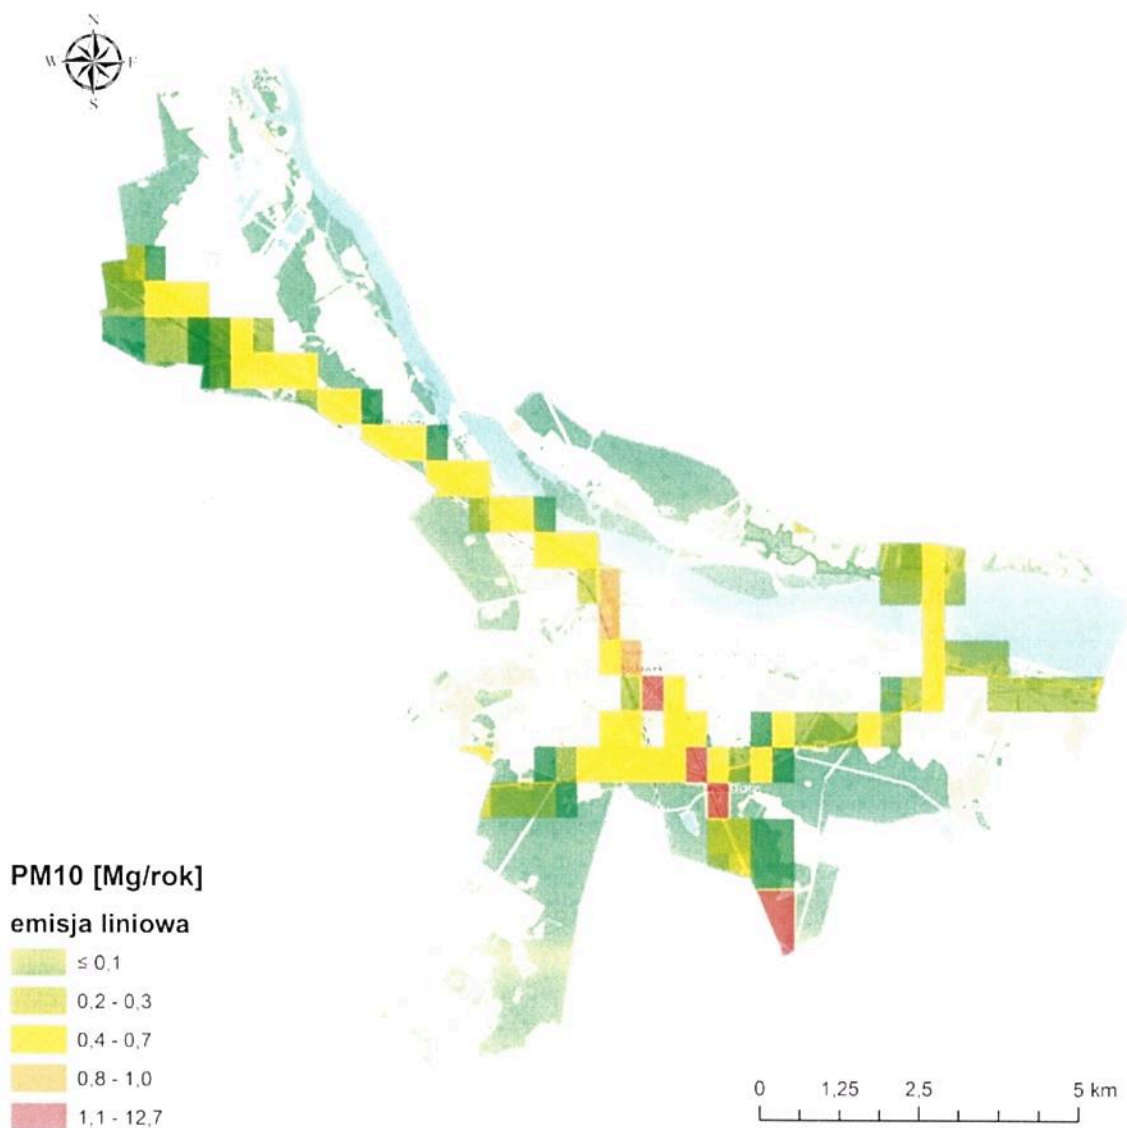 N
W E
S
PM10 [Mg/rok]
emisja liniowa
≤ 0,1
0,2 - 0,3
0,4 - 0,7
0,8 - 1,0
1,1 - 12,7
0 1,25 2,5 5 km